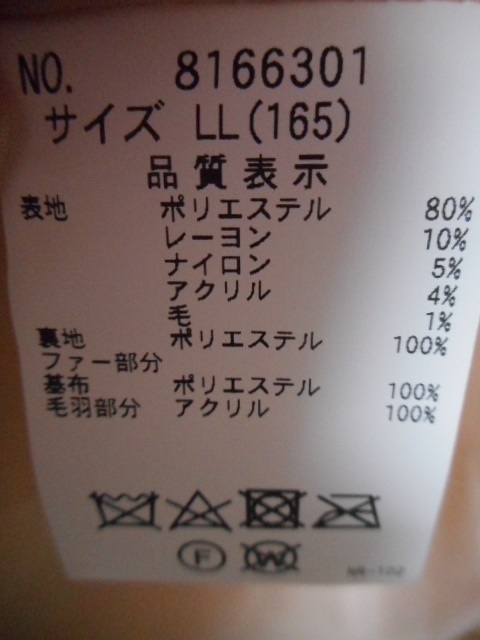 NO. 8166301
サイズ LL(165)
品質表示
表地 ポリエステル 80%
レーヨン 10%
ナイロン 5%
アクリル 4%
毛 1%
裏地 ポリエステル 100%
ファー部分
基布 ポリエステル 100%
毛羽部分 アクリル 100%
F W